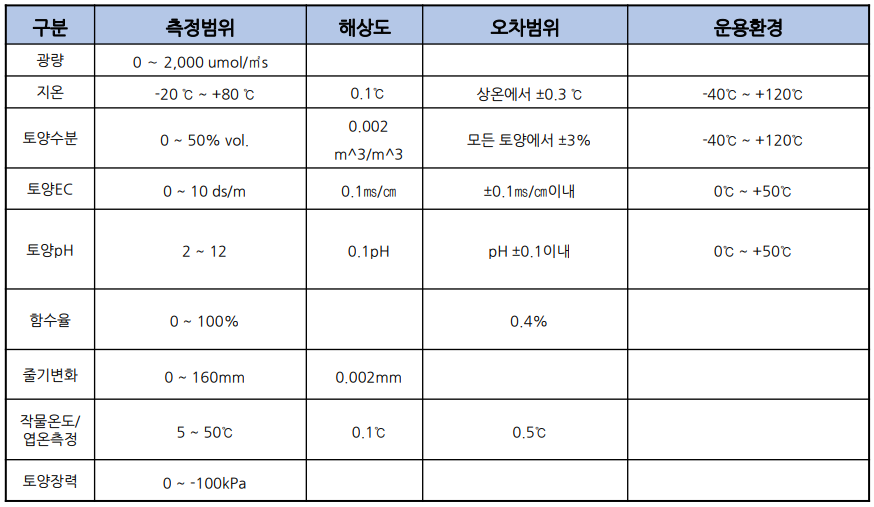 구분 측정범위 해상도 오차범위 운용환경
광량 0 ~ 2,000 umol/㎡s
지온 -20 ℃ ~ +80 ℃ 0.1℃ 상온에서 ±0.3 ℃ -40℃ ~ +120℃
토양수분 0 ~ 50% vol. 0.002 모든 토양에서 ±3% -40℃ ~ +120℃
m^3/m^3
토양EC 0 ~ 10 ds/m 0.1㎳/㎝ ±0.1㎳/㎝이내 0℃ ~ +50℃
토양pH 2 ~ 12 0.1pH pH ±0.1이내 0℃ ~ +50℃
함수율 0 ~ 100% 0.4%
줄기변화 0 ~ 160mm 0.002mm
작물온도/
엽온측정 5 ~ 50℃ 0.1℃ 0.5℃
토양장력 0 ~ -100kPa